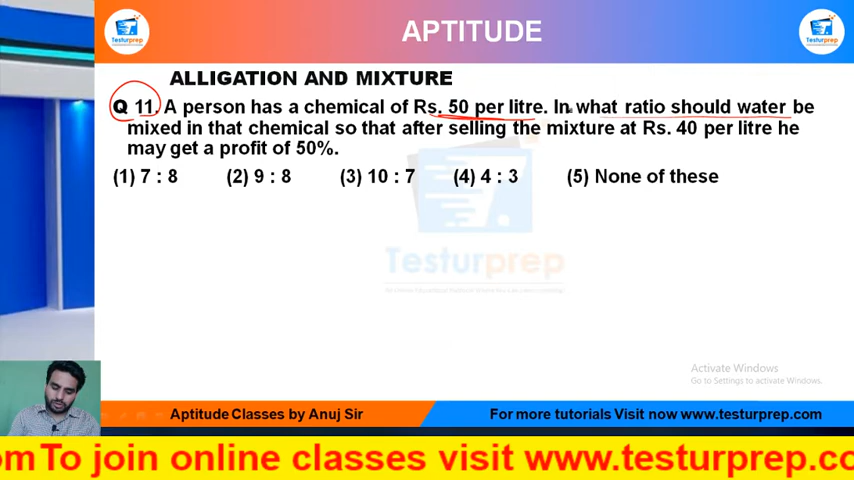 Testurprep
APTITUDE
Testurprep
ALLIGATION AND MIXTURE
Q 11. A person has a chemical of Rs. 50 per litre. In what ratio should water be
mixed in that chemical so that after selling the mixture at Rs. 40 per litre he
may get a profit of 50%.
(1) 7 : 8 (2) 9 : 8 (3) 10 : 7 (4) 4 : 3 (5) None of these
Testurprep
Activate Windows
Go to Settings to activate Windows.
Aptitude Classes by Anuj Sir For more tutorials Visit now www.testurprep.com
om To join online classes visit www.testurprep.co